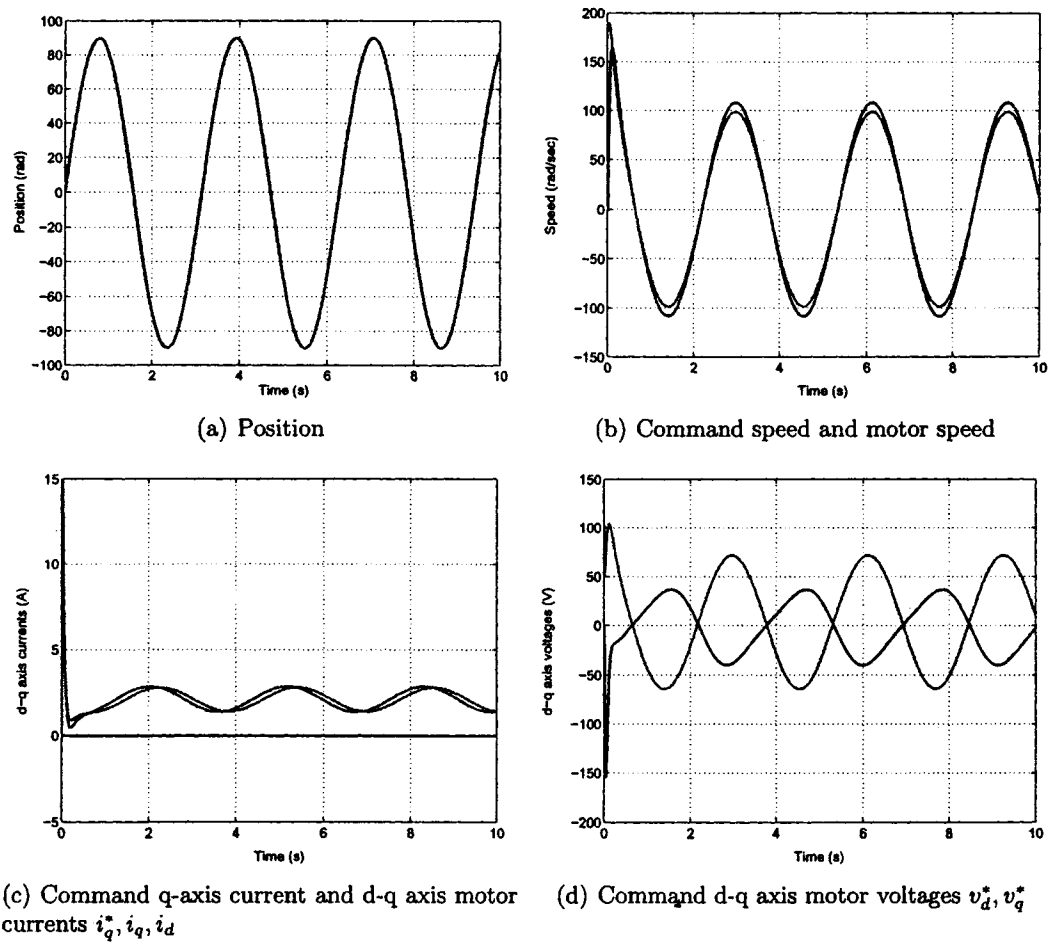 100
80
60
40
20
0
−20
−40
−60
−80
−100
Position (rad)
0 2 4 6 8 10
Time (s)
(a) Position
200
150
100
50
0
−50
−100
−150
Speed (rad/sec)
0 2 4 6 8 10
Time (s)
(b) Command speed and motor speed
15
10
5
0
−5
d−q axis currents (A)
0 2 4 6 8 10
Time (s)
(c) Command q-axis current and d-q axis motor
currents i*q, iq, id
150
100
50
0
−50
−100
−150
−200
d−q axis voltages (V)
0 2 4 6 8 10
Time (s)
(d) Command d-q axis motor voltages v*d, v*q